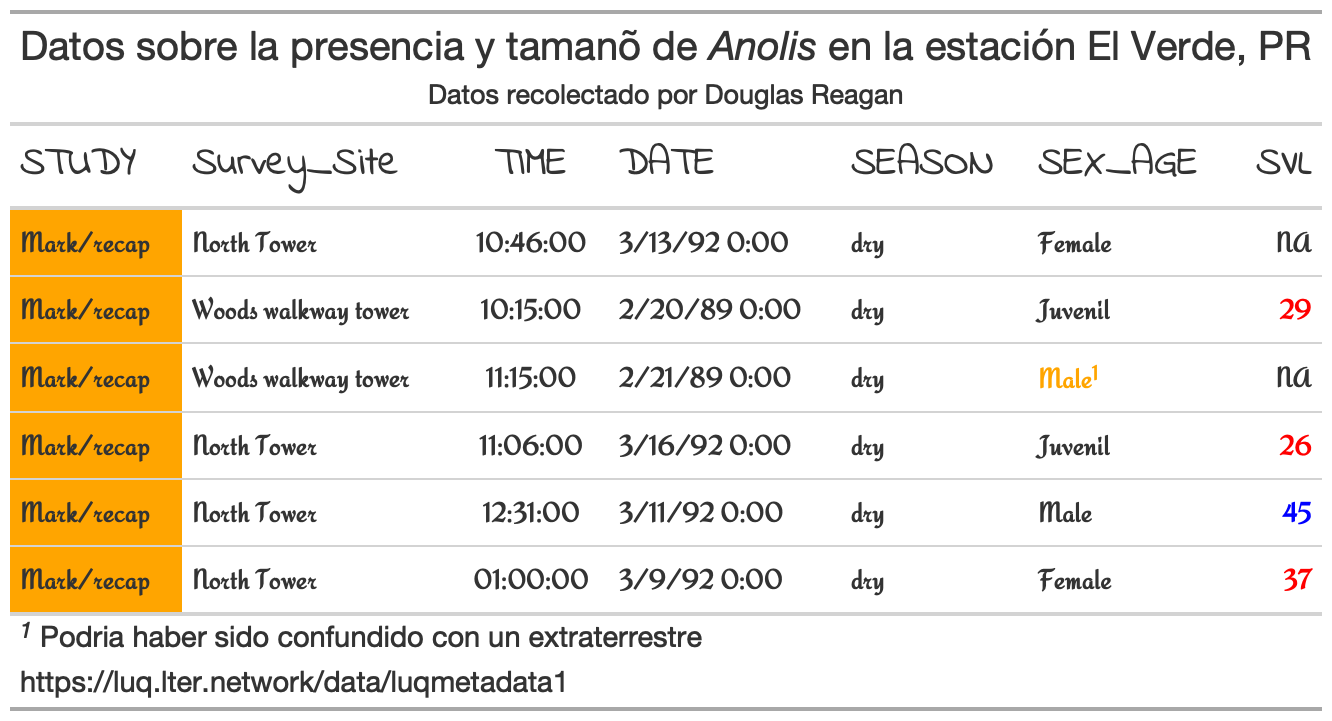 Datos sobre la presencia y tamanõ de Anolis en la estación El Verde, PR
Datos recolectado por Douglas Reagan
STUDY Survey_Site TIME DATE SEASON SEX_AGE SVL
Mark/recap North Tower 10:46:00 3/13/92 0:00 dry Female NA
Mark/recap Woods walkway tower 10:15:00 2/20/89 0:00 dry Juvenil 29
Mark/recap Woods walkway tower 11:15:00 2/21/89 0:00 dry Male¹ NA
Mark/recap North Tower 11:06:00 3/16/92 0:00 dry Juvenil 26
Mark/recap North Tower 12:31:00 3/11/92 0:00 dry Male 45
Mark/recap North Tower 01:00:00 3/9/92 0:00 dry Female 37
¹ Podria haber sido confundido con un extraterrestre
https://luq.lter.network/data/luqmetadata1